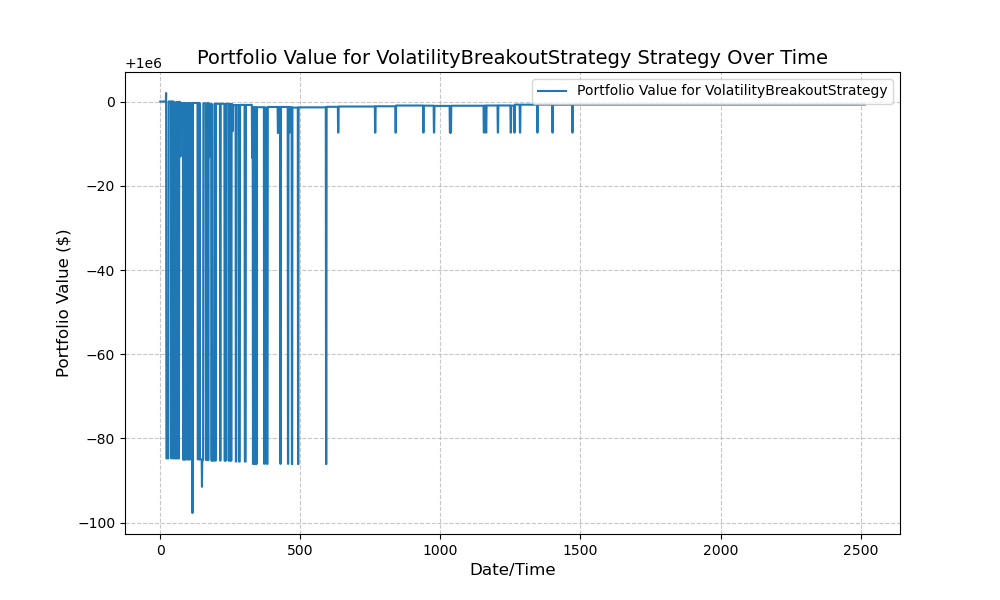 Portfolio Value for VolatilityBreakoutStrategy Strategy Over Time
+1e6
Portfolio Value for VolatilityBreakoutStrategy
0
−20
−40
−60
−80
−100
Portfolio Value ($)
0 500 1000 1500 2000 2500
Date/Time